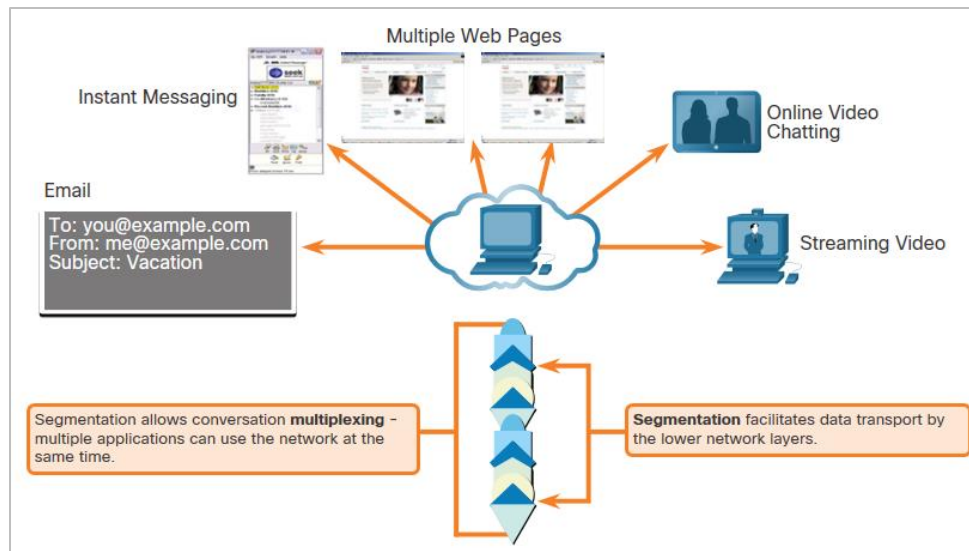 Multiple Web Pages
Instant Messaging
seek
Online Video
Chatting
Email
To: you@example.com
From: me@example.com
Subject: Vacation
Streaming Video
Segmentation allows conversation multiplexing -
multiple applications can use the network at the
same time.
Segmentation facilitates data transport by
the lower network layers.